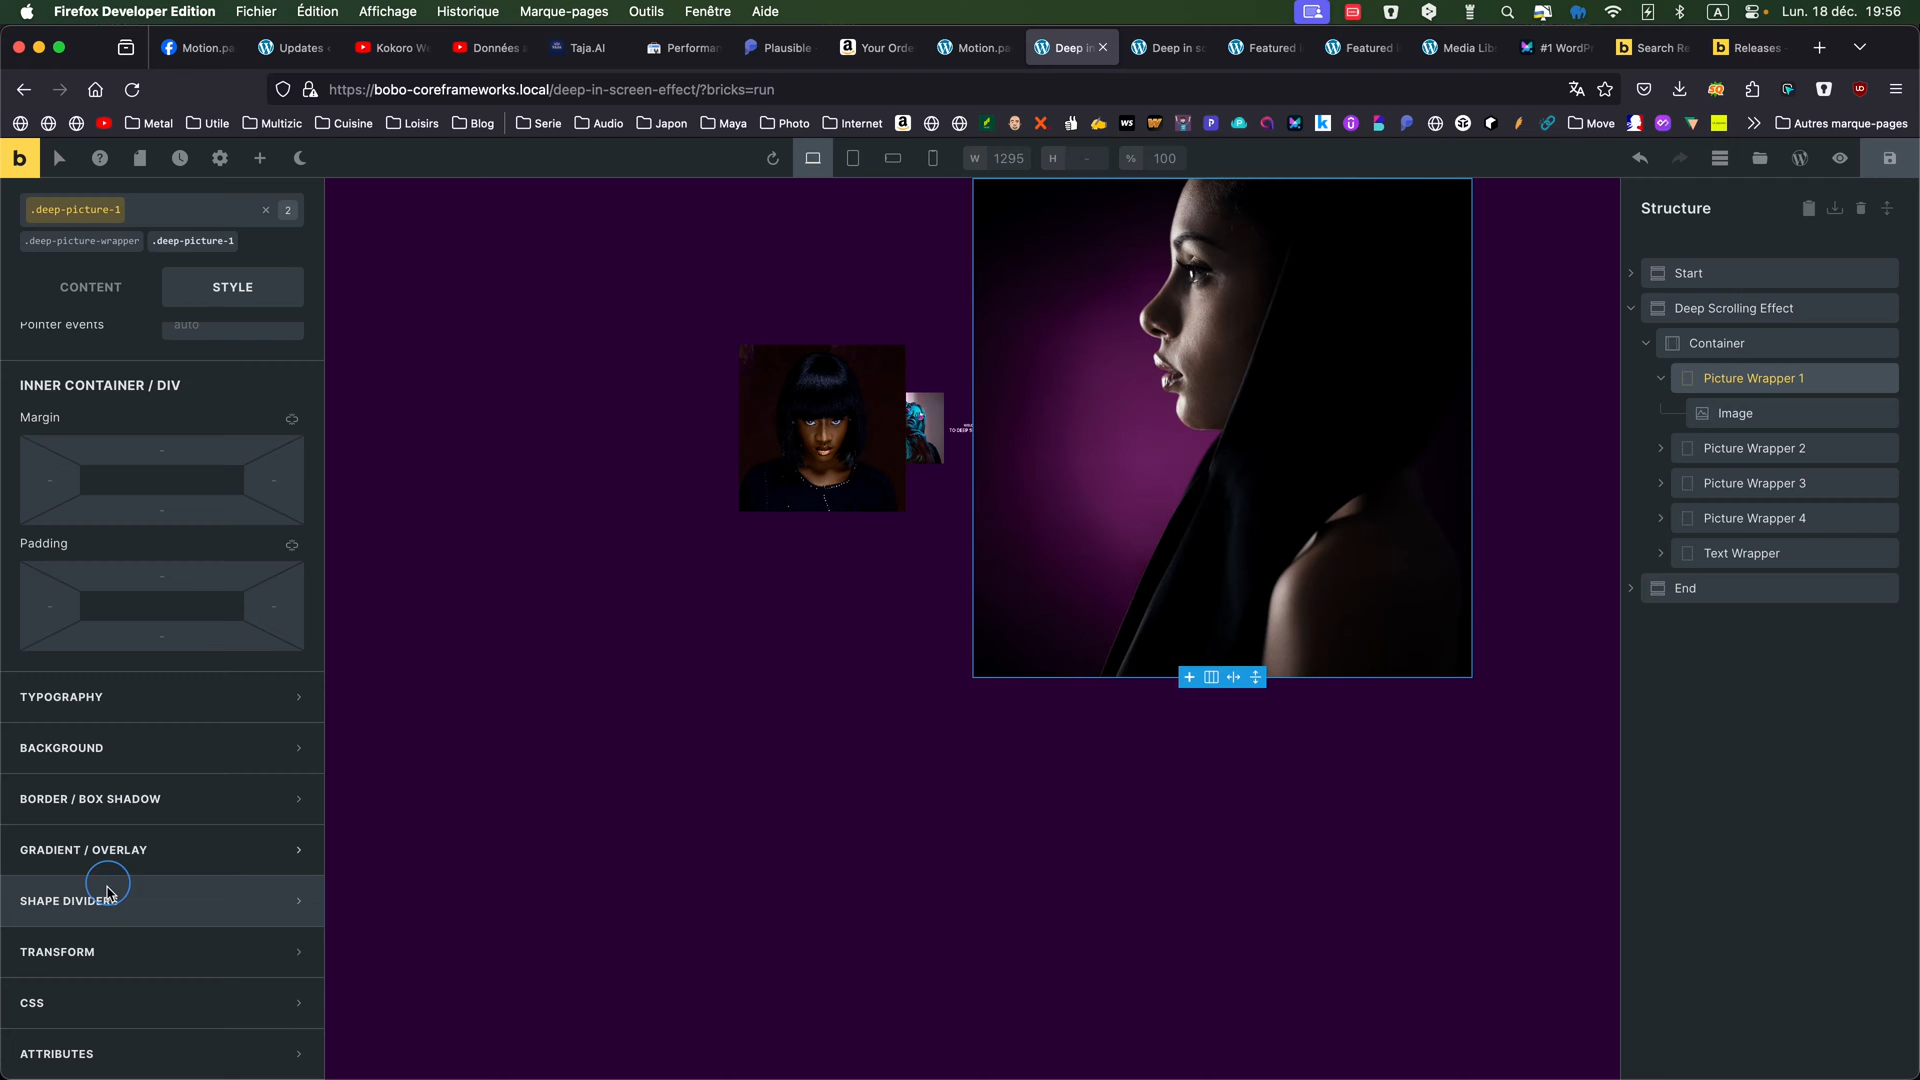 Firefox Developer Edition Fichier Édition Affichage Historique Marque-pages Outils Fenêtre Aide A Lun. 18 déc. 19:56
Motion.pa Updates Kokoro We Données Taja.AI Performan Plausible Your Orde Motion.pa Deep in Deep in sc Featured Featured Media Lib #1 WordPr Search Re Releases
https://bobo-coreframeworks.local/deep-in-screen-effect/?bricks=run
Metal Utile Multizic Cuisine Loisirs Blog Serie Audio Japon Maya Photo Internet Move Autres marque-pages
b W 1295 H - % 100
.deep-picture-1 2
.deep-picture-wrapper .deep-picture-1
CONTENT STYLE
Pointer events auto
INNER CONTAINER / DIV
Margin
Padding
TYPOGRAPHY
BACKGROUND
BORDER / BOX SHADOW
GRADIENT / OVERLAY
SHAPE DIVIDERS
TRANSFORM
CSS
ATTRIBUTES
Structure
Start
Deep Scrolling Effect
Container
Picture Wrapper 1
Image
Picture Wrapper 2
Picture Wrapper 3
Picture Wrapper 4
Text Wrapper
End